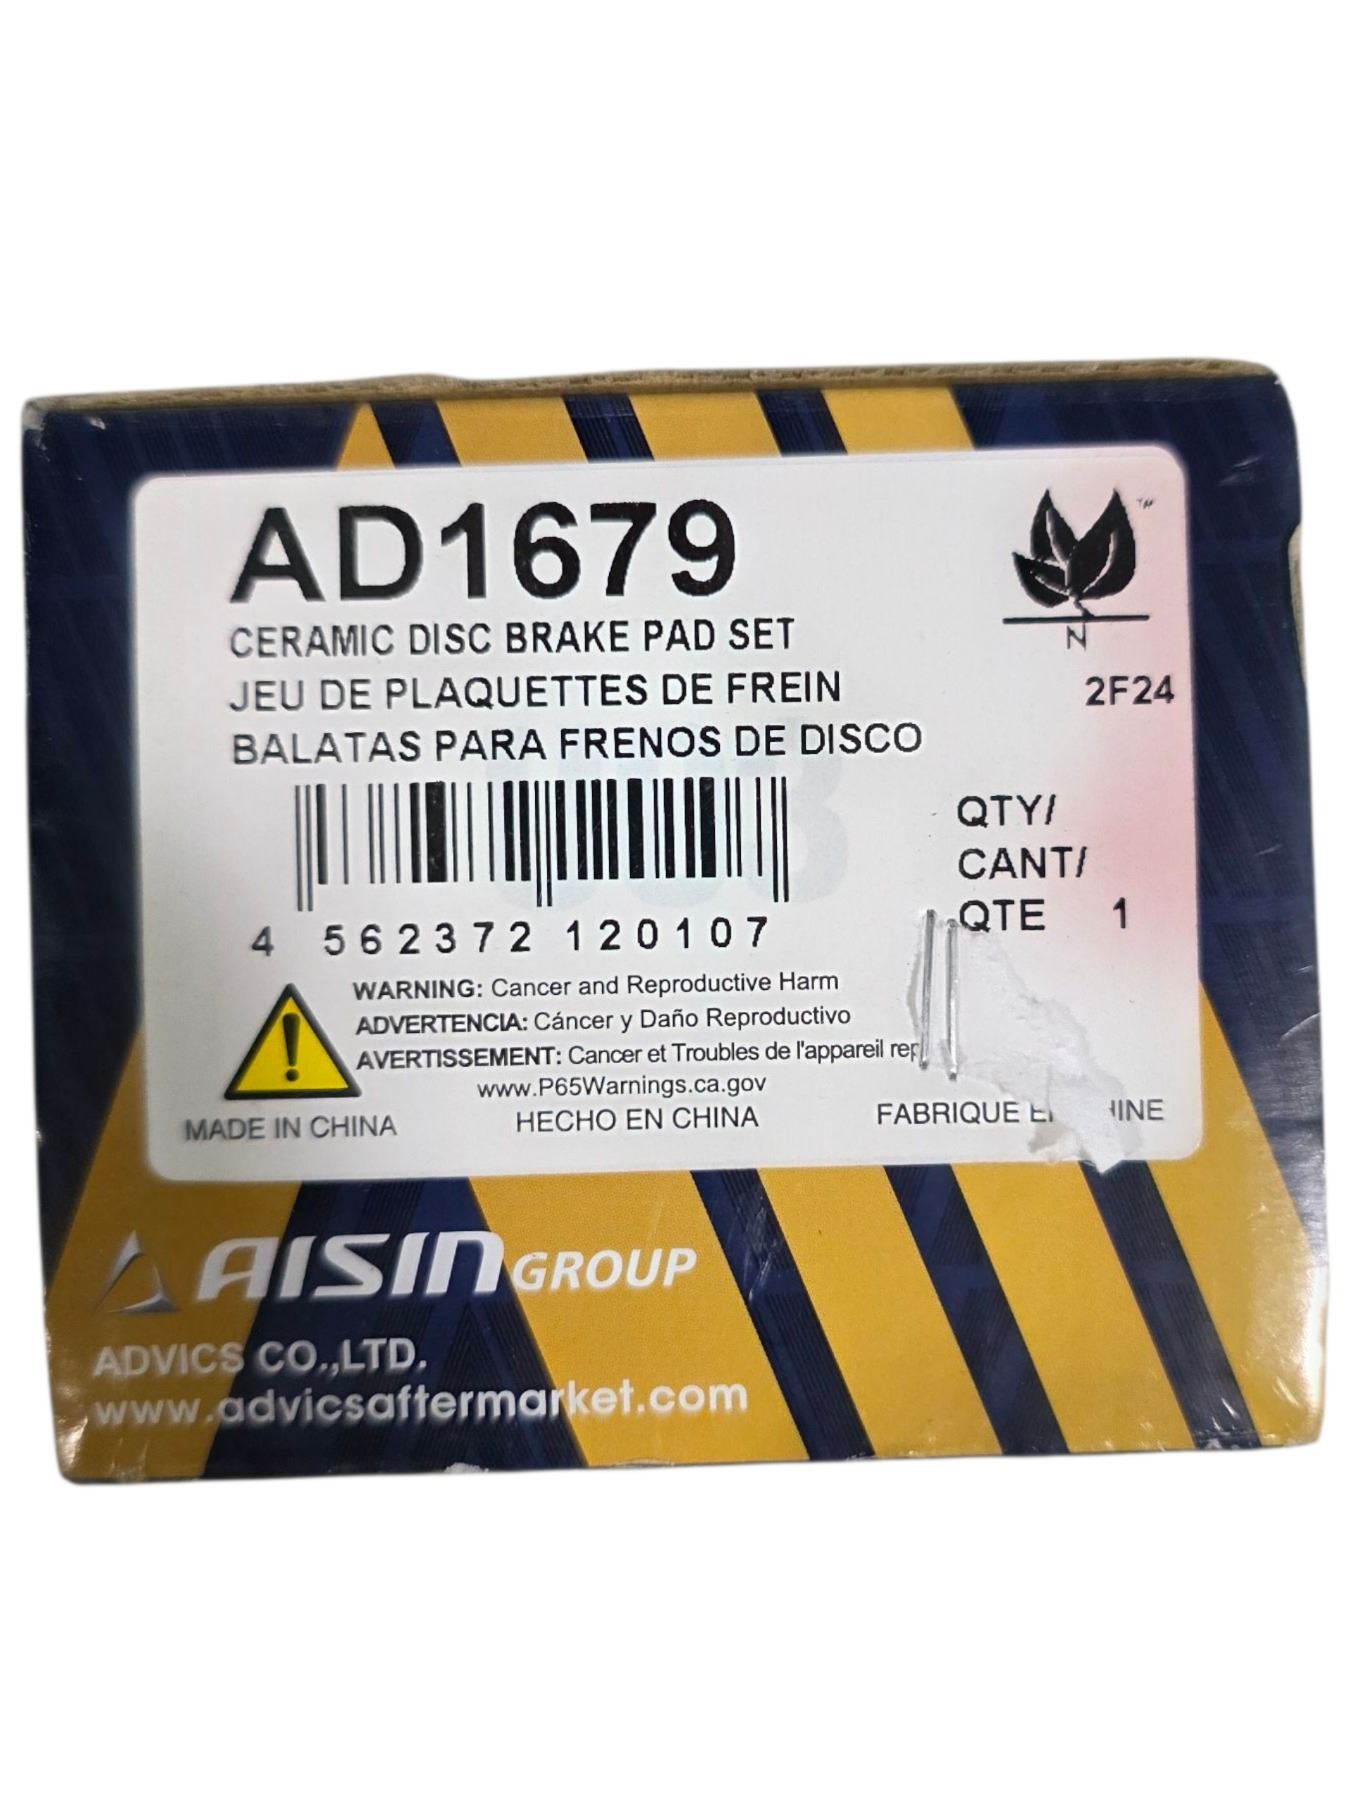 AD1679
TM
N
CERAMIC DISC BRAKE PAD SET
JEU DE PLAQUETTES DE FREIN
2F24
BALATAS PARA FRENOS DE DISCO
QTY/
CANT/
QTE 1
4 562372 120107
WARNING: Cancer and Reproductive Harm
ADVERTENCIA: Cáncer y Daño Reproductivo
AVERTISSEMENT: Cancer et Troubles de l'appareil rep
www.P65Warnings.ca.gov
MADE IN CHINA HECHO EN CHINA FABRIQUE
AISIN GROUP
ADVICS CO.,LTD.
www.advicsaftermarket.com